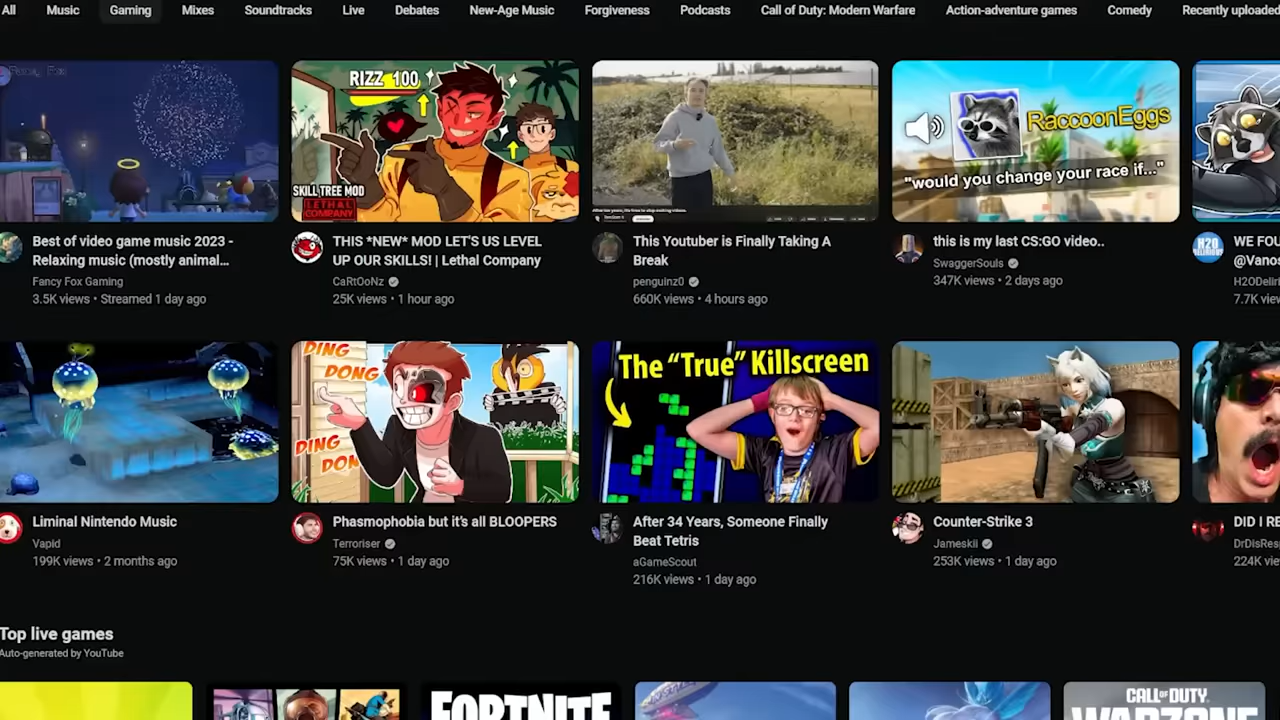 All Music Gaming Mixes Soundtracks Live Debates New-Age Music Forgiveness Podcasts Call of Duty: Modern Warfare Action-adventure games Comedy Recently uploaded
RIZZ 100
SKILL TREE MOD
LETHAL
COMPANY
RaccoonEggs
"would you change your race if..."
Best of video game music 2023 -
Relaxing music (mostly animal...
Fancy Fox Gaming
3.5K views • Streamed 1 day ago
THIS *NEW* MOD LET'S US LEVEL
UP OUR SKILLS! | Lethal Company
CaRtOoNz
25K views • 1 hour ago
This Youtuber is Finally Taking A
Break
penguinz0
660K views • 4 hours ago
this is my last CS:GO video..
SwaggerSouls
347K views • 2 days ago
H2O
DELIRIOUS
WE FOU
@Vanos
H2ODeliri
7.7K vie
DING
DONG
DING
DON
The "True" Killscreen
Liminal Nintendo Music
Vapid
199K views • 2 months ago
Phasmophobia but it's all BLOOPERS
Terroriser
75K views • 1 day ago
After 34 Years, Someone Finally
Beat Tetris
aGameScout
216K views • 1 day ago
Counter-Strike 3
Jameskii
253K views • 1 day ago
DID I RE
DrDisRes
224K vie
Top live games
Auto-generated by YouTube
FORTNITE
CALL OF DUTY
WARZONE